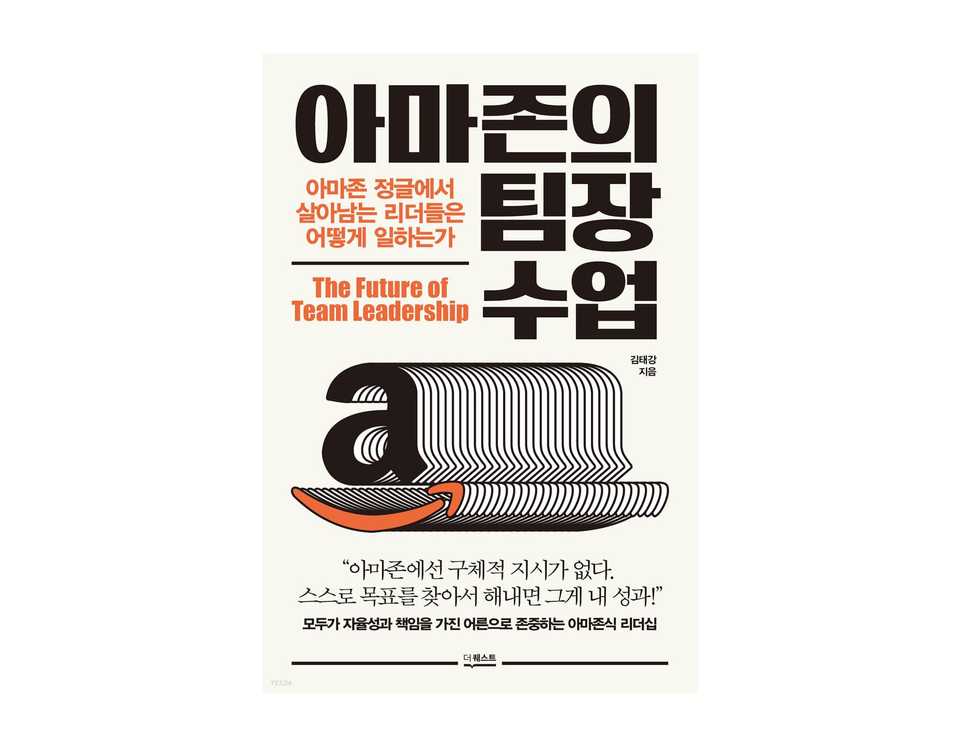 아마존의
팀장
수업
아마존 정글에서
살아남는 리더들은
어떻게 일하는가
The Future of
Team Leadership
김태강
지음
a
“아마존에선 구체적 지시가 없다.
스스로 목표를 찾아서 해내면 그게 내 성과!”
모두가 자율성과 책임을 가진 어른으로 존중하는 아마존식 리더십
더퀘스트
YES24